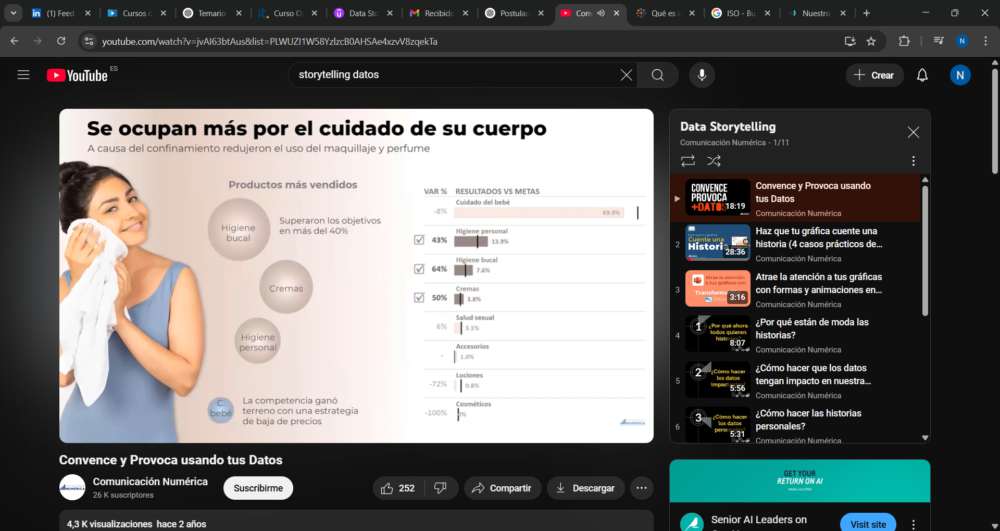 (1) Feed
Cursos o
Temario
Curso O
Data Sto
Recibido
Postulac
Con
Qué es u
ISO - Bu
Nuestro
youtube.com/watch?v=jvAI63btAus&list=PLWUZI1W58YzlzcB0AHSAe4xzvV8zqekTa
N
YouTube ES
storytelling datos
Crear
N
Se ocupan más por el cuidado de su cuerpo
A causa del confinamiento redujeron el uso del maquillaje y perfume
Productos más vendidos
Higiene
bucal
Superaron los objetivos
en más del 40%
Cremas
Higiene
personal
C.
bebé
La competencia ganó
terreno con una estrategia
de baja de precios
VAR % RESULTADOS VS METAS
Cuidado del bebé
-8% 69.9%
Higiene personal
43% 13.9%
Higiene bucal
64% 7.6%
Cremas
50% 3.8%
Salud sexual
6% 3.1%
Accesorios
- 1.0%
Lociones
-72% 0.8%
Cosméticos
-100% 0%
NUMÉRICA
Convence y Provoca usando tus Datos
Comunicación Numérica
26 K suscriptores
NUMÉRICA
Suscribirme
252
Compartir
Descargar
4,3 K visualizaciones hace 2 años
Data Storytelling
Comunicación Numérica - 1/11
CONVENCE
PROVOCA
+DATOS
18:19
Convence y Provoca usando
tus Datos
Comunicación Numérica
2
Haz que tu gráfica
Cuente una
Historia
28:36
Haz que tu gráfica cuente una
historia (4 casos prácticos de...
Comunicación Numérica
3
Atrae la atención
a tus gráficas con
3:16
Atrae la atención a tus gráficas
con formas y animaciones en...
Comunicación Numérica
4
1
¿Por qué ahora
todos quieren
8:07
¿Por qué están de moda las
historias?
Comunicación Numérica
5
2
¿Cómo hacer
los datos
5:56
¿Cómo hacer que los datos
tengan impacto en nuestra...
Comunicación Numérica
6
3
¿Cómo hacer
los datos
5:31
¿Cómo hacer las historias
personales?
Comunicación Numérica
GET YOUR
RETURN ON AI
Senior AI Leaders on
Visit site